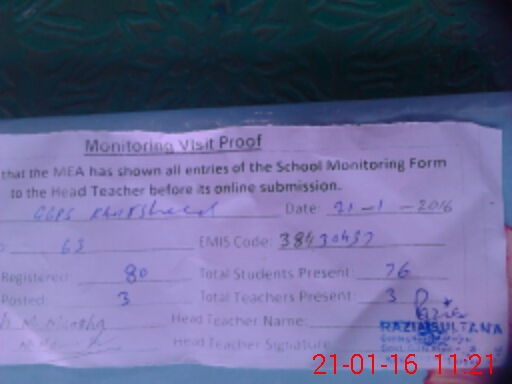 Monitoring Visit Proof
that the MEA has shown all entries of the School Monitoring Form
to the Head Teacher before its online submission.
GGPS Date: 21-1-2016
63 EMIS Code:
Registered: 80 Total Students Present: 76
Posted: 3 Total Teachers Present: 3
Head Teacher Name: RAZIA SULTANA
Head Teacher Signature:
21-01-16 11:21